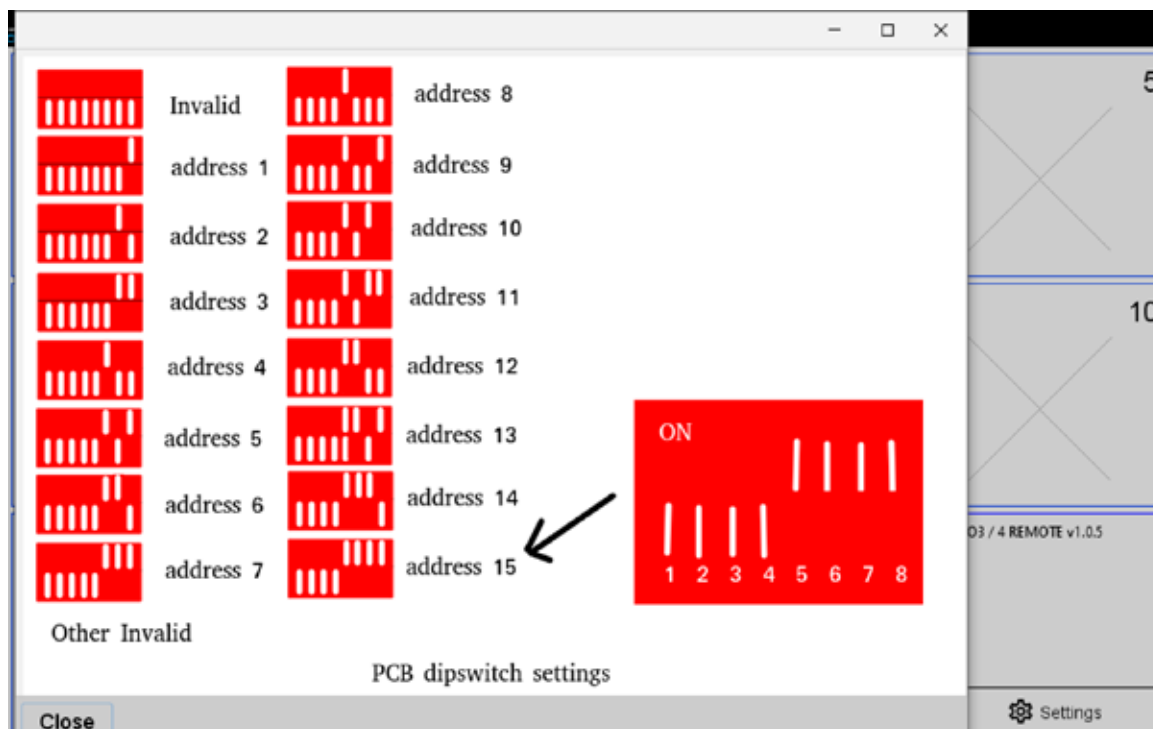 Invalid
address 1
address 2
address 3
address 4
address 5
address 6
address 7
Other Invalid
address 8
address 9
address 10
address 11
address 12
address 13
address 14
address 15
ON
1 2 3 4 5 6 7 8
PCB dipswitch settings
Close
5
10
03 / 4 REMOTE v1.0.5
Settings